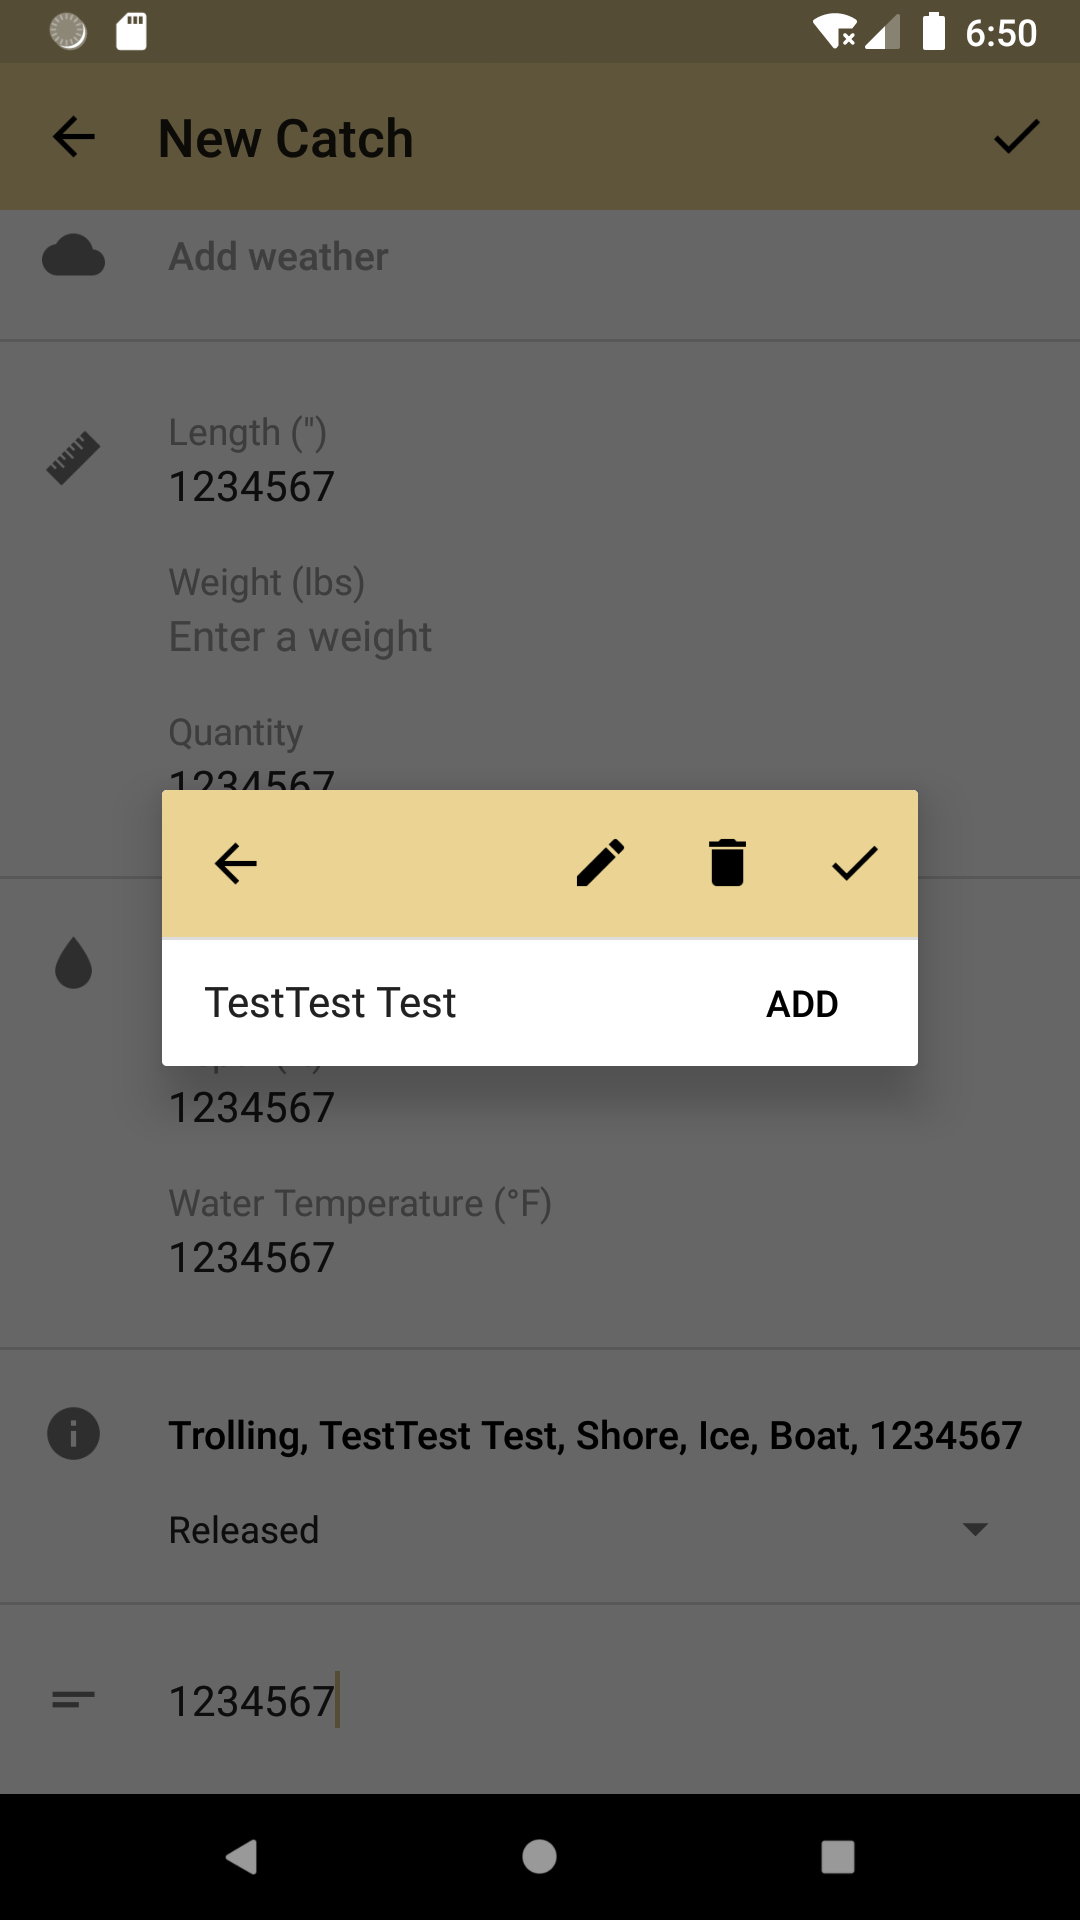 6:50
New Catch
Add weather
Length (")
1234567
Weight (lbs)
Enter a weight
Quantity
1234567
TestTest Test ADD
1234567
Water Temperature (°F)
1234567
Trolling, TestTest Test, Shore, Ice, Boat, 1234567
Released
1234567